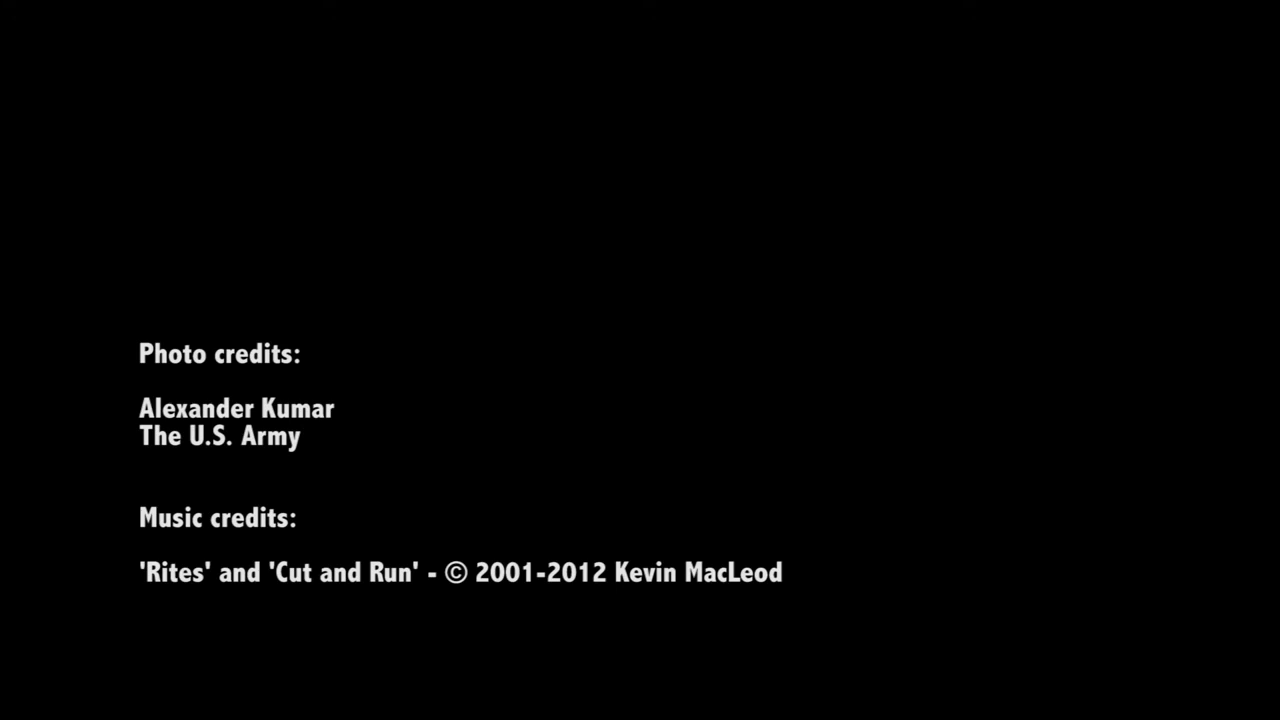 Photo credits:
Alexander Kumar
The U.S. Army
Music credits:
'Rites' and 'Cut and Run' - © 2001-2012 Kevin MacLeod